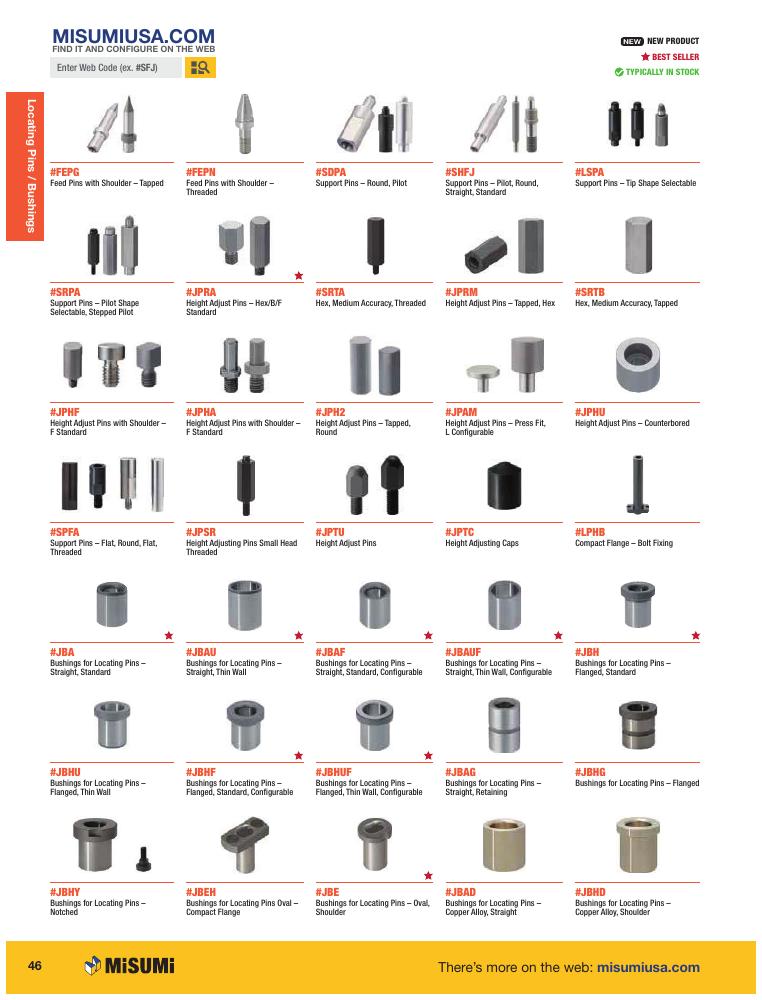 MISUMIUSA.COM
FIND IT AND CONFIGURE ON THE WEB
Enter Web Code (ex. #SFJ)
NEW NEW PRODUCT
BEST SELLER
TYPICALLY IN STOCK
Locating Pins / Bushings
#FEPG
Feed Pins with Shoulder – Tapped
#FEPN
Feed Pins with Shoulder –
Threaded
#SDPA
Support Pins – Round, Pilot
#SHFJ
Support Pins – Pilot, Round,
Straight, Standard
#LSPA
Support Pins – Tip Shape Selectable
#SRPA
Support Pins – Pilot Shape
Selectable, Stepped Pilot
#JPRA
Height Adjust Pins – Hex/B/F
Standard
#SRTA
Hex, Medium Accuracy, Threaded
#JPRM
Height Adjust Pins – Tapped, Hex
#SRTB
Hex, Medium Accuracy, Tapped
#JPHF
Height Adjust Pins with Shoulder –
F Standard
#JPHA
Height Adjust Pins with Shoulder –
F Standard
#JPH2
Height Adjust Pins – Tapped,
Round
#JPAM
Height Adjust Pins – Press Fit,
L Configurable
#JPHU
Height Adjust Pins – Counterbored
#SPFA
Support Pins – Flat, Round, Flat,
Threaded
#JPSR
Height Adjusting Pins Small Head
Threaded
#JPTU
Height Adjust Pins
#JPTC
Height Adjusting Caps
#LPHB
Compact Flange – Bolt Fixing
#JBA
Bushings for Locating Pins –
Straight, Standard
#JBAU
Bushings for Locating Pins –
Straight, Thin Wall
#JBAF
Bushings for Locating Pins –
Straight, Standard, Configurable
#JBAUF
Bushings for Locating Pins –
Straight, Thin Wall, Configurable
#JBH
Bushings for Locating Pins –
Flanged, Standard
#JBHU
Bushings for Locating Pins –
Flanged, Thin Wall
#JBHF
Bushings for Locating Pins –
Flanged, Standard, Configurable
#JBHUF
Bushings for Locating Pins –
Flanged, Thin Wall, Configurable
#JBAG
Bushings for Locating Pins –
Straight, Retaining
#JBHG
Bushings for Locating Pins – Flanged
#JBHY
Bushings for Locating Pins –
Notched
#JBEH
Bushings for Locating Pins Oval –
Compact Flange
#JBE
Bushings for Locating Pins – Oval,
Shoulder
#JBAD
Bushings for Locating Pins –
Copper Alloy, Straight
#JBHD
Bushings for Locating Pins –
Copper Alloy, Shoulder
46
MiSUMi
There's more on the web: misumiusa.com